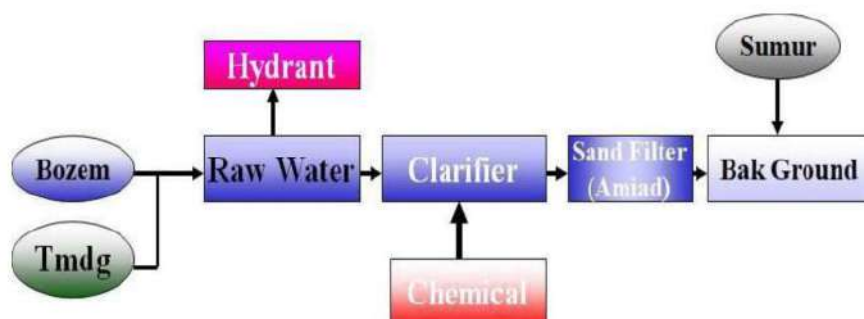 Sumur
Hydrant
Bozem
Raw Water
Clarifier
Sand Filter
(Amiad)
Bak Ground
Tmdg
Chemical